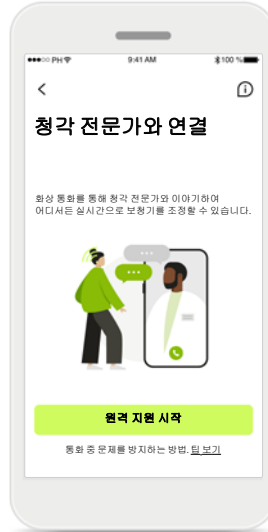 PH 9:41 AM 100 %
청각 전문가와 연결
화상 통화를 통해 청각 전문가와 이야기하여
어디서든 실시간으로 보청기를 조정할 수 있습니다.
원격 지원 시작
통화 중 문제를 방지하는 방법. 팁 보기